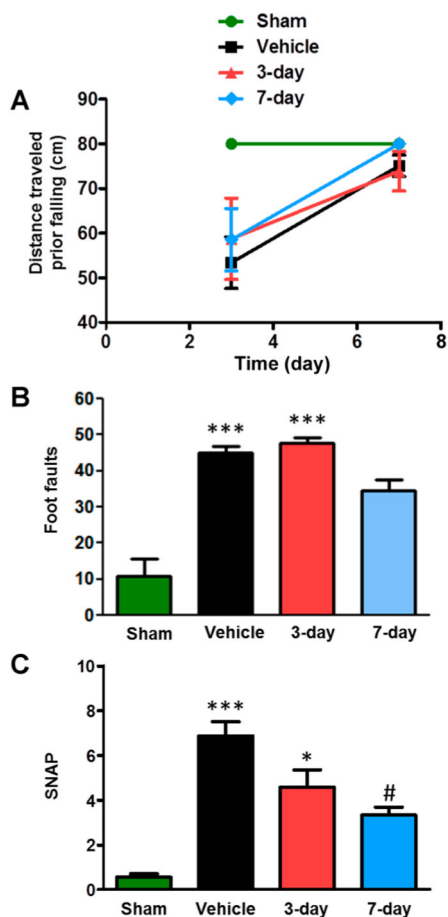 Sham
Vehicle
3-day
7-day
A
Distance traveled
prior falling (cm)
90
80
70
60
50
40
0 2 4 6 8
Time (day)
B
Foot faults
60
50
40
30
20
10
0
*** ***
Sham Vehicle 3-day 7-day
C
SNAP
10
8
6
4
2
0
*** * #
Sham Vehicle 3-day 7-day